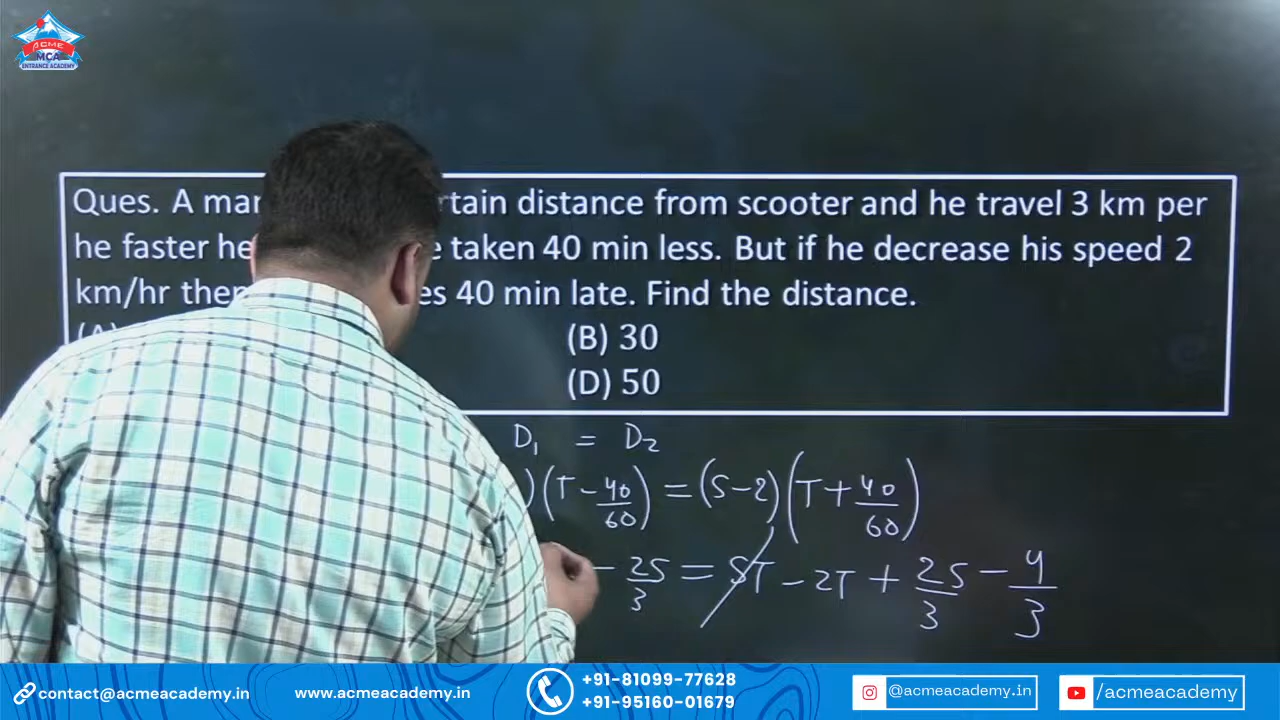 ACME
MCA
ENTRANCE ACADEMY
Ques. A man rtain distance from scooter and he travel 3 km per
he faster he e taken 40 min less. But if he decrease his speed 2
km/hr then es 40 min late. Find the distance.
(A) (B) 30
(D) 50
D₁ = D₂
)(T - 40/60) = (S-2)(T + 40/60)
- 2S/3 = ST - 2T + 2S/3 - 4/3
contact@acmeacademy.in
www.acmeacademy.in
+91-81099-77628
+91-95160-01679
@acmeacademy.in
/acmeacademy